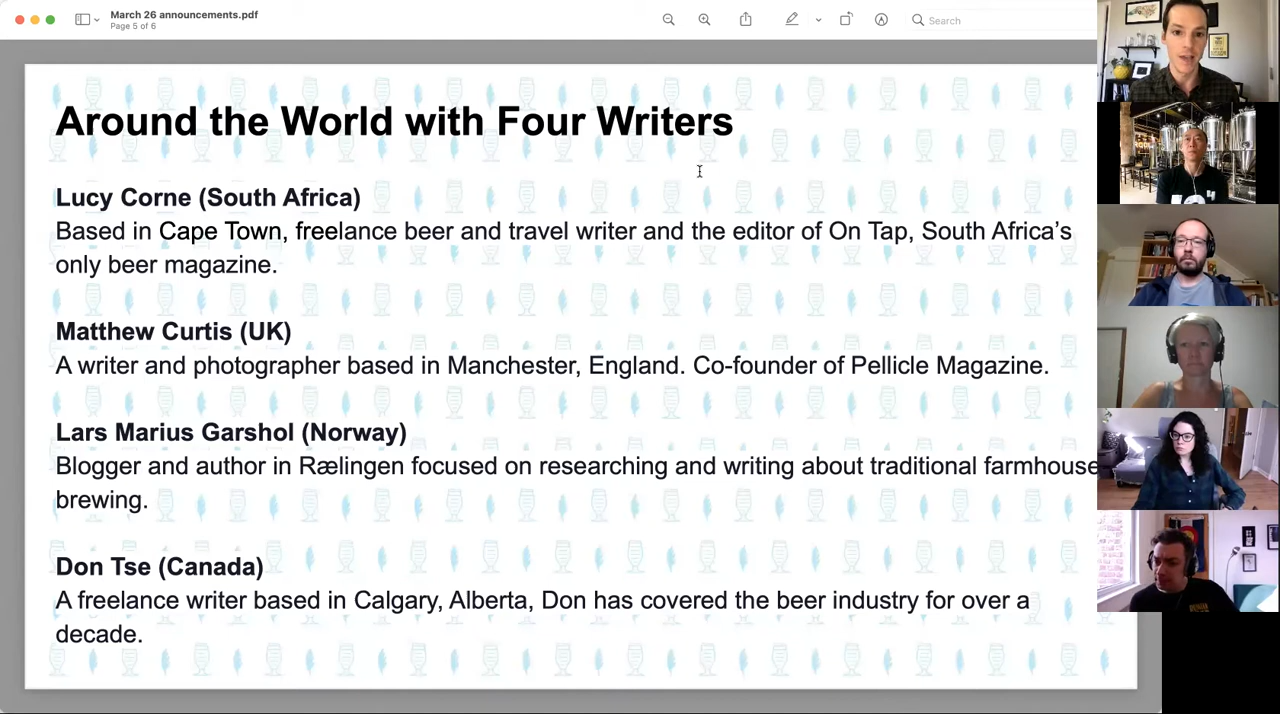 March 26 announcements.pdf
Page 5 of 6
Search
Around the World with Four Writers
Lucy Corne (South Africa)
Based in Cape Town, freelance beer and travel writer and the editor of On Tap, South Africa’s
only beer magazine.
Matthew Curtis (UK)
A writer and photographer based in Manchester, England. Co-founder of Pellicle Magazine.
Lars Marius Garshol (Norway)
Blogger and author in Rælingen focused on researching and writing about traditional farmhouse
brewing.
Don Tse (Canada)
A freelance writer based in Calgary, Alberta, Don has covered the beer industry for over a
decade.